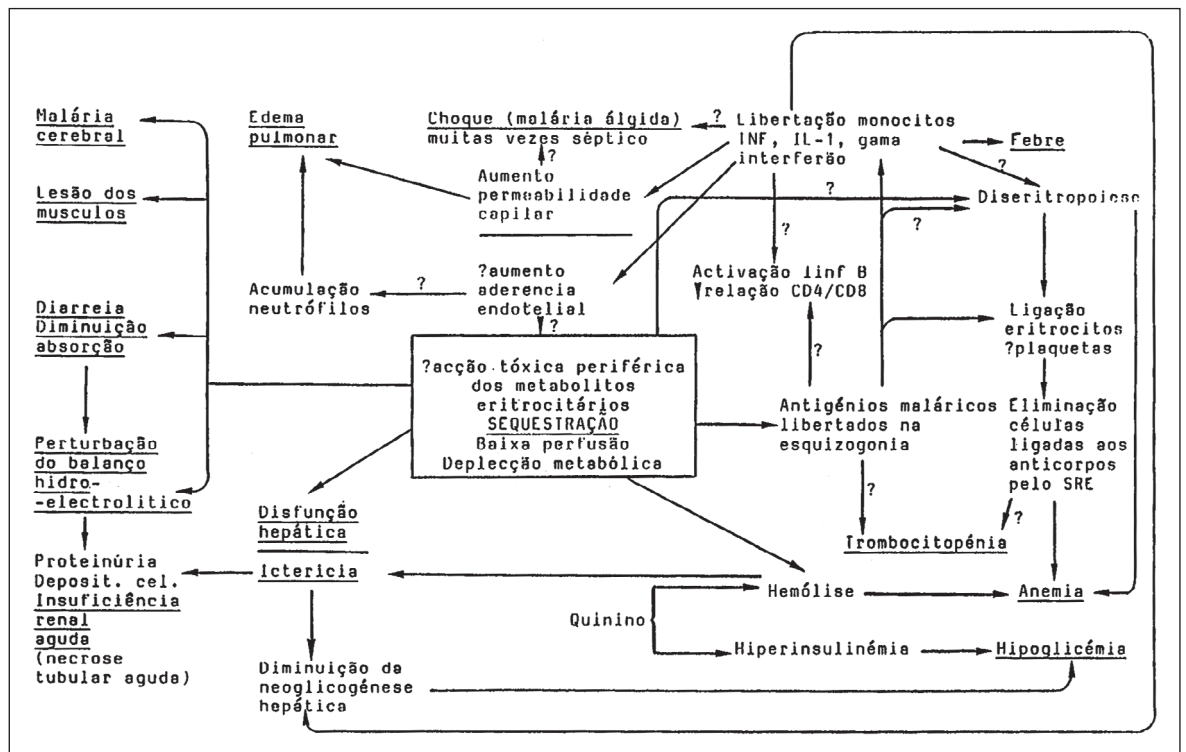 Malária
cerebral
Edema
pulmonar
Choque (malária álgida)
muitas vezes séptico
?
Libertação monocitos
INF, IL-1, gama
interferão
Febre
?
?
Lesão dos
musculos
Aumento
permeabilidade
capilar
?
Diseritropoiese
?
?
Acumulação
neutrófilos
?
?aumento
aderencia
endotelial
?
Activação linf B
relação CD4/CD8
Diarreia
Diminuição
absorção
Ligação
eritrocitos
?plaquetas
?
?acção tóxica periférica
dos metabolitos
eritrocitários
SEQUESTRAÇÃO
Baixa perfusão
Deplecção metabólica
Antigénios maláricos
libertados na
esquizogonia
Eliminação
células
ligadas aos
anticorpos
pelo SRE
Perturbação
do balanço
hidro-
-electrolitico
?
?
Disfunção
hepática
Trombocitopénia
Proteinúria
Deposit. cel.
Insuficiência
renal
aguda
(necrose
tubular aguda)
Ictericia
Hemólise
Anemia
Quinino
Hiperinsulinémia
Hipoglicémia
Diminuição da
neoglicogénese
hepática